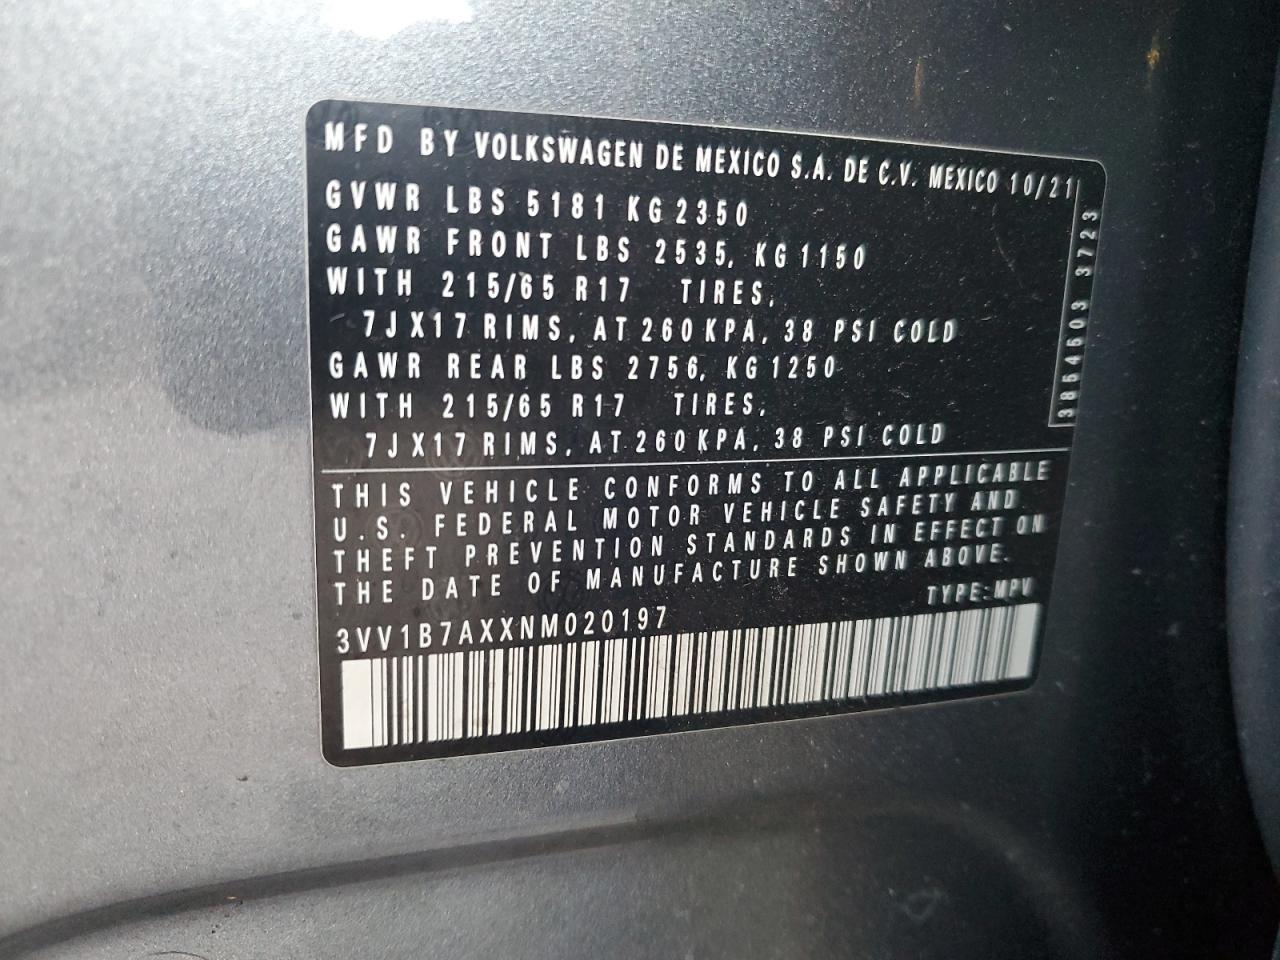 MFD BY VOLKSWAGEN DE MEXICO S.A. DE C.V. MEXICO 10/21
GVWR LBS 5181 KG 2350
GAWR FRONT LBS 2535, KG 1150
WITH 215/65 R17 TIRES,
7J X17 RIMS, AT 260 KPA, 38 PSI COLD
GAWR REAR LBS 2756, KG 1250
WITH 215/65 R17 TIRES,
7J X17 RIMS, AT 260 KPA, 38 PSI COLD
3854503 3723
THIS VEHICLE CONFORMS TO ALL APPLICABLE
U.S. FEDERAL MOTOR VEHICLE SAFETY AND
THEFT PREVENTION STANDARDS IN EFFECT ON
THE DATE OF MANUFACTURE SHOWN ABOVE.
TYPE: MPV
3VV1B7AXXNM020197